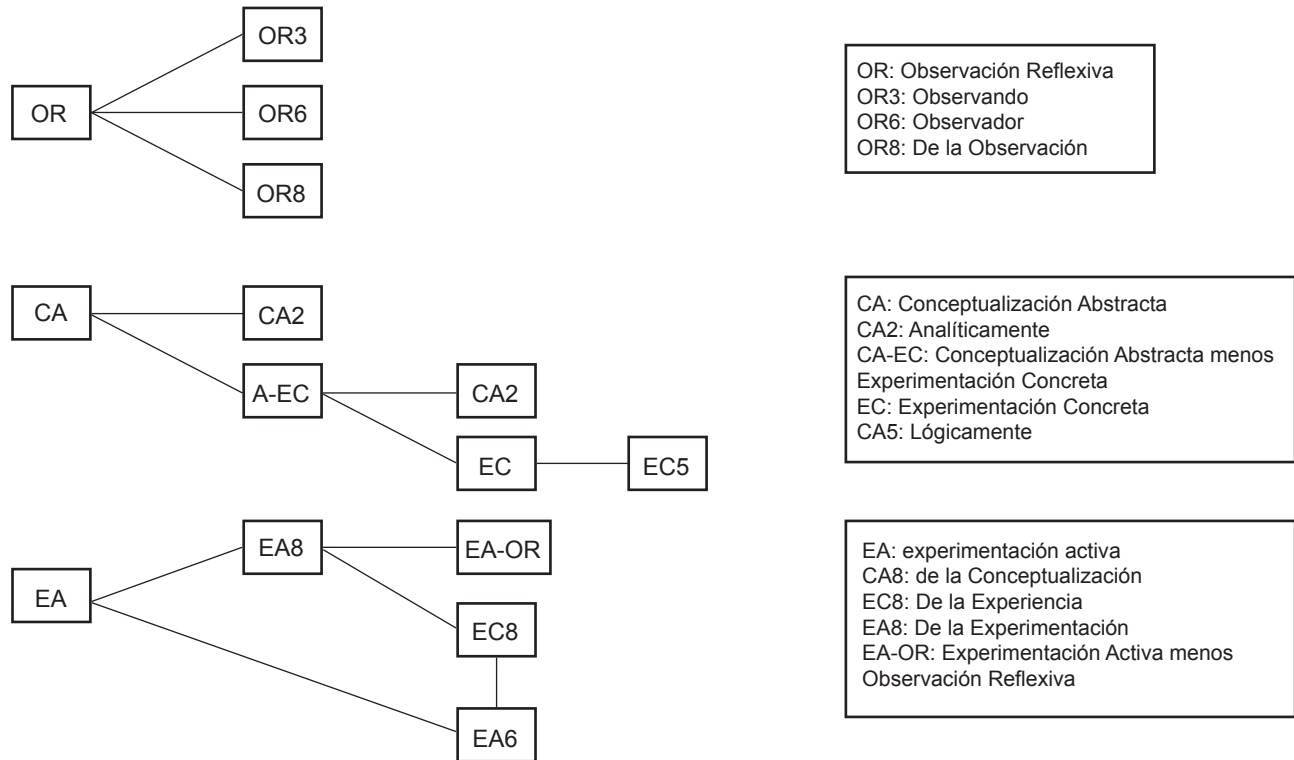 OR3
OR
OR6
OR8
OR: Observación Reflexiva
OR3: Observando
OR6: Observador
OR8: De la Observación
CA
CA2
A-EC
CA2
EC
EC5
CA: Conceptualización Abstracta
CA2: Analíticamente
CA-EC: Conceptualización Abstracta menos
Experimentación Concreta
EC: Experimentación Concreta
CA5: Lógicamente
EA8
EA-OR
EA
EC8
EA6
EA: experimentación activa
CA8: de la Conceptualización
EC8: De la Experiencia
EA8: De la Experimentación
EA-OR: Experimentación Activa menos
Observación Reflexiva